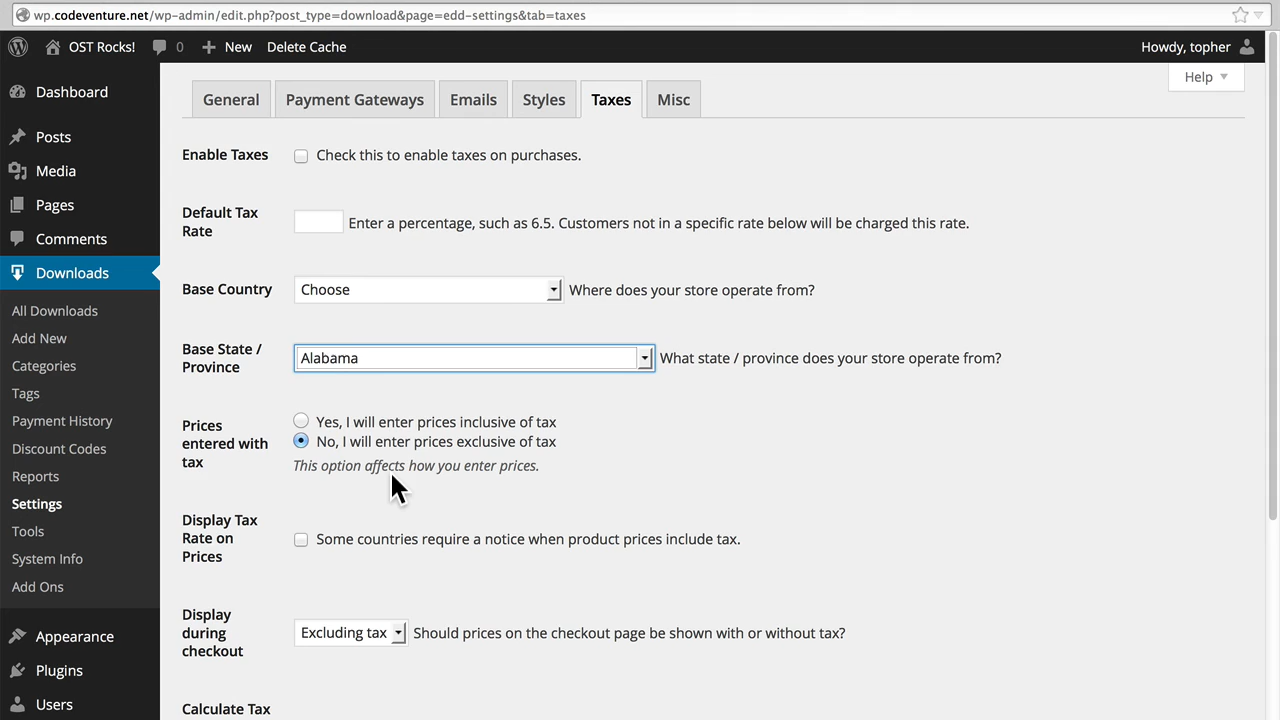 wp.codeventure.net/wp-admin/edit.php?post_type=download&page=edd-settings&tab=taxes
OST Rocks! 0 New Delete Cache Howdy, topher
Help
General Payment Gateways Emails Styles Taxes Misc
Dashboard
Posts
Media
Pages
Comments
Downloads
All Downloads
Add New
Categories
Tags
Payment History
Discount Codes
Reports
Settings
Tools
System Info
Add Ons
Appearance
Plugins
Users
Enable Taxes Check this to enable taxes on purchases.
Default Tax
Rate
Enter a percentage, such as 6.5. Customers not in a specific rate below will be charged this rate.
Base Country Choose Where does your store operate from?
Base State /
Province
Alabama What state / province does your store operate from?
Prices
entered with
tax
Yes, I will enter prices inclusive of tax
No, I will enter prices exclusive of tax
This option affects how you enter prices.
Display Tax
Rate on
Prices
Some countries require a notice when product prices include tax.
Display
during
checkout
Excluding tax Should prices on the checkout page be shown with or without tax?
Calculate Tax